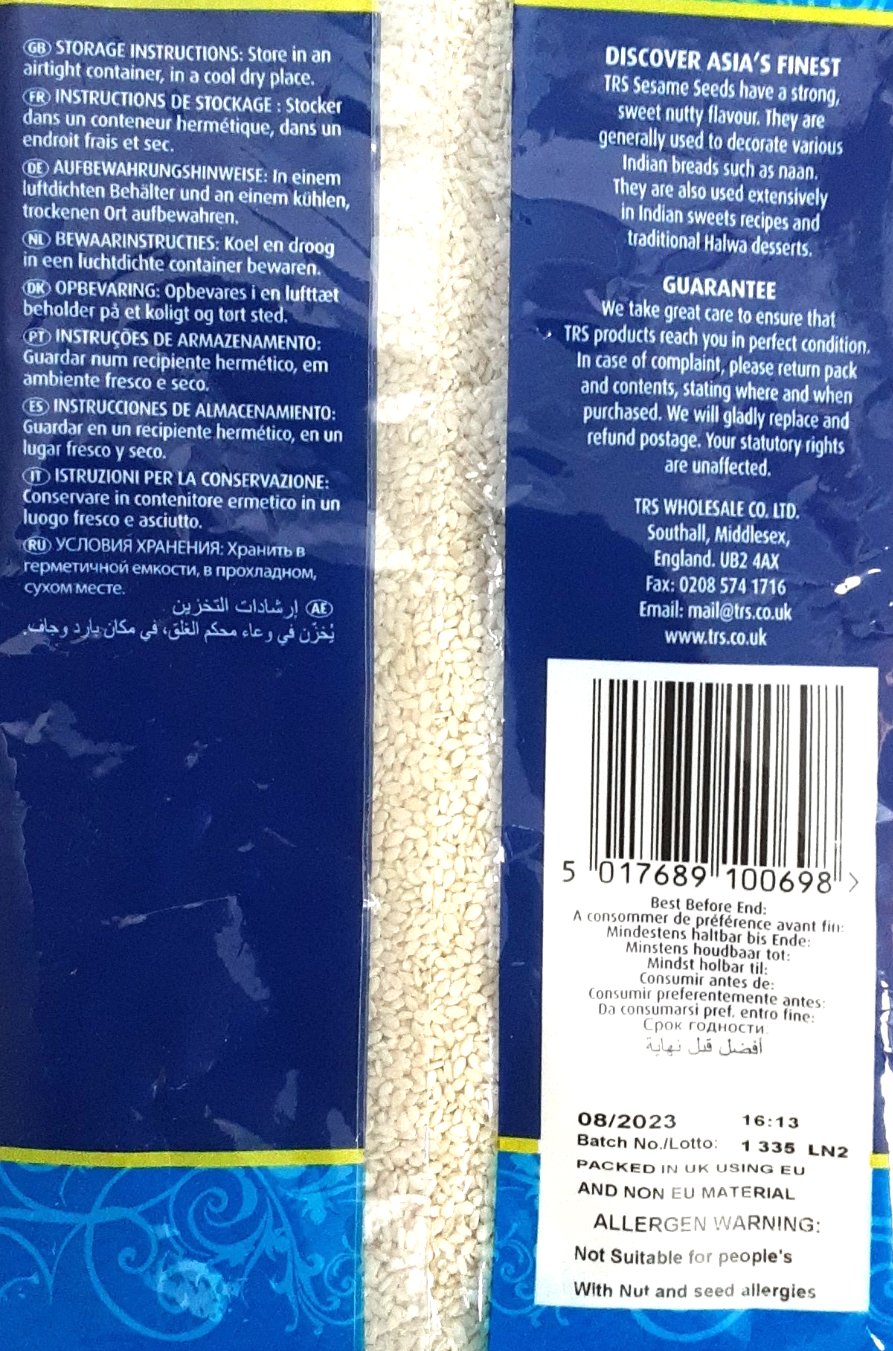 GB STORAGE INSTRUCTIONS: Store in an
airtight container, in a cool dry place.
FR INSTRUCTIONS DE STOCKAGE : Stocker
dans un conteneur hermétique, dans un
endroit frais et sec.
DE AUFBEWAHRUNGSHINWEISE: In einem
luftdichten Behälter und an einem kühlen,
trockenen Ort aufbewahren.
NL BEWAARINSTRUCTIES: Koel en droog
in een luchtdichte container bewaren.
DK OPBEVARING: Opbevares i en lufttæt
beholder på et køligt og tørt sted.
PT INSTRUÇÕES DE ARMAZENAMENTO:
Guardar num recipiente hermético, em
ambiente fresco e seco.
ES INSTRUCCIONES DE ALMACENAMIENTO:
Guardar en un recipiente hermético, en un
lugar fresco y seco.
IT ISTRUZIONI PER LA CONSERVAZIONE:
Conservare in contenitore ermetico in un
luogo fresco e asciutto.
RU УСЛОВИЯ ХРАНЕНИЯ: Хранить в
герметичной емкости, в прохладном,
сухом месте.
AE إرشادات التخزين
يُخزّن في وعاء محكم الغلق، في مكان بارد وجاف.
DISCOVER ASIA'S FINEST
TRS Sesame Seeds have a strong,
sweet nutty flavour. They are
generally used to decorate various
Indian breads such as naan.
They are also used extensively
in Indian sweets recipes and
traditional Halwa desserts.
GUARANTEE
We take great care to ensure that
TRS products reach you in perfect condition.
In case of complaint, please return pack
and contents, stating where and when
purchased. We will gladly replace and
refund postage. Your statutory rights
are unaffected.
TRS WHOLESALE CO. LTD.
Southall, Middlesex,
England. UB2 4AX
Fax: 0208 574 1716
Email: mail@trs.co.uk
www.trs.co.uk
5 017689 100698 >
Best Before End:
A consommer de préférence avant fin:
Mindestens haltbar bis Ende:
Minstens houdbaar tot:
Mindst holbar til:
Consumir antes de:
Consumir preferentemente antes:
Da consumarsi pref. entro fine:
Срок годности:
أفضل قبل نهاية
08/2023 16:13
Batch No./Lotto: 1 335 LN2
PACKED IN UK USING EU
AND NON EU MATERIAL
ALLERGEN WARNING:
Not Suitable for people's
With Nut and seed allergies